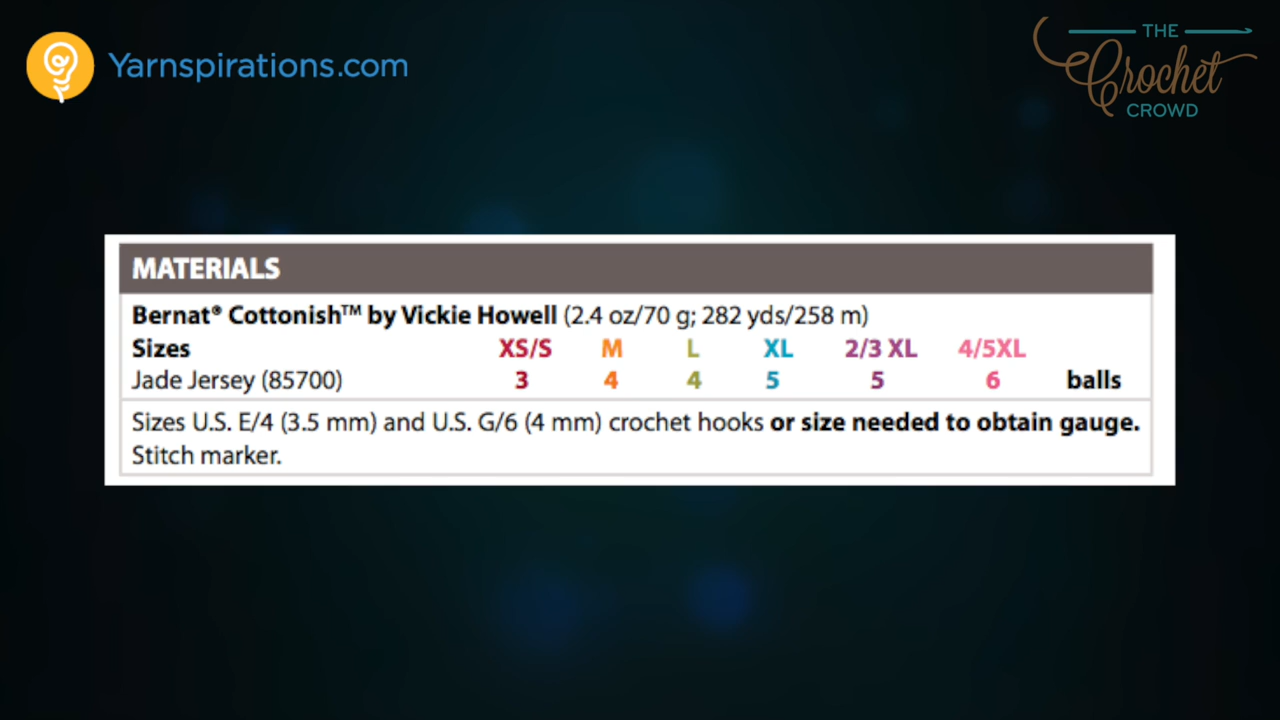 Yarnspirations.com
THE
Crochet
CROWD
MATERIALS
Bernat® Cottonish™ by Vickie Howell (2.4 oz/70 g; 282 yds/258 m)
Sizes XS/S M L XL 2/3 XL 4/5XL
Jade Jersey (85700) 3 4 4 5 5 6 balls
Sizes U.S. E/4 (3.5 mm) and U.S. G/6 (4 mm) crochet hooks or size needed to obtain gauge.
Stitch marker.